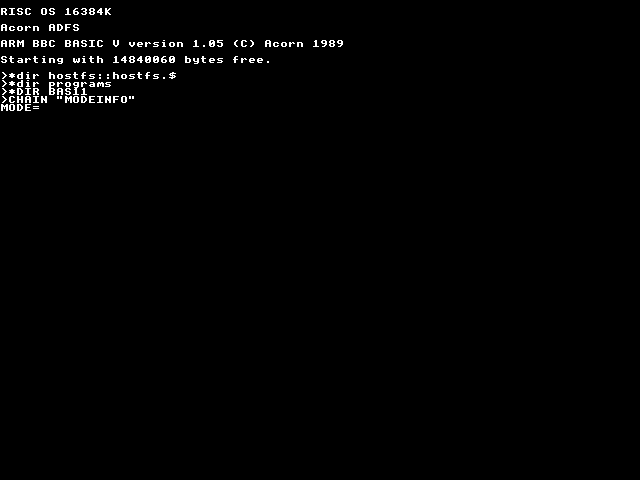 RISC OS 16384K
Acorn ADFS
ARM BBC BASIC V version 1.05 (C) Acorn 1989
Starting with 14840060 bytes free.
>*dir hostfs::hostfs.$
>*dir programs
>*DIR BAS11
>CHAIN "MODEINFO"
MODE=